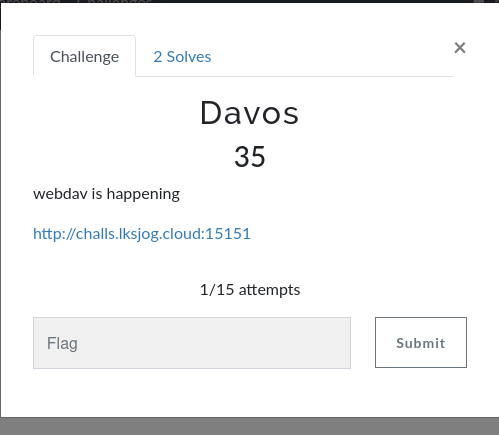 ×
Challenge
2 Solves
Davos
35
webdav is happening
http://challs.lksjog.cloud:15151
1/15 attempts
Flag
Submit